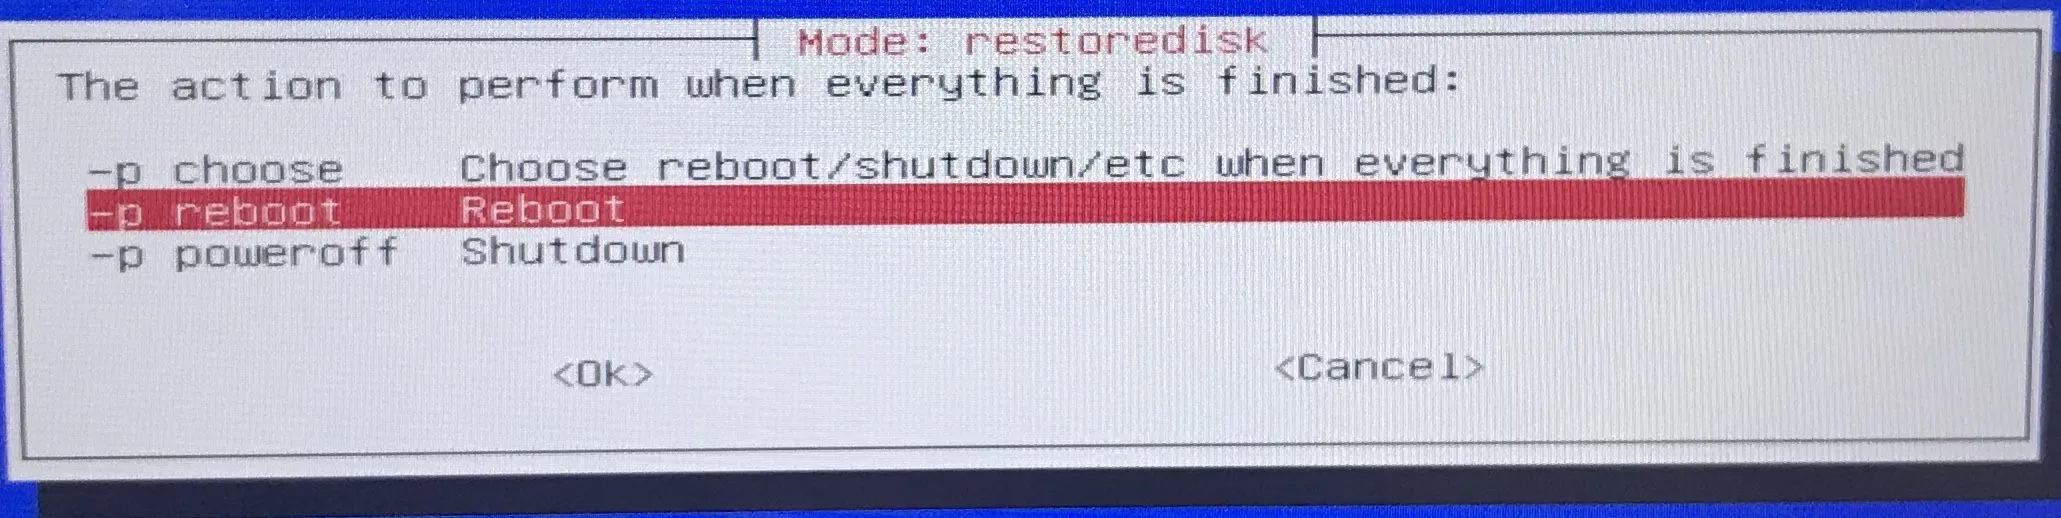 Mode: restoredisk
The action to perform when everything is finished:
-p choose Choose reboot/shutdown/etc when everything is finished
-p reboot Reboot
-p poweroff Shutdown
<Ok> <Cancel>